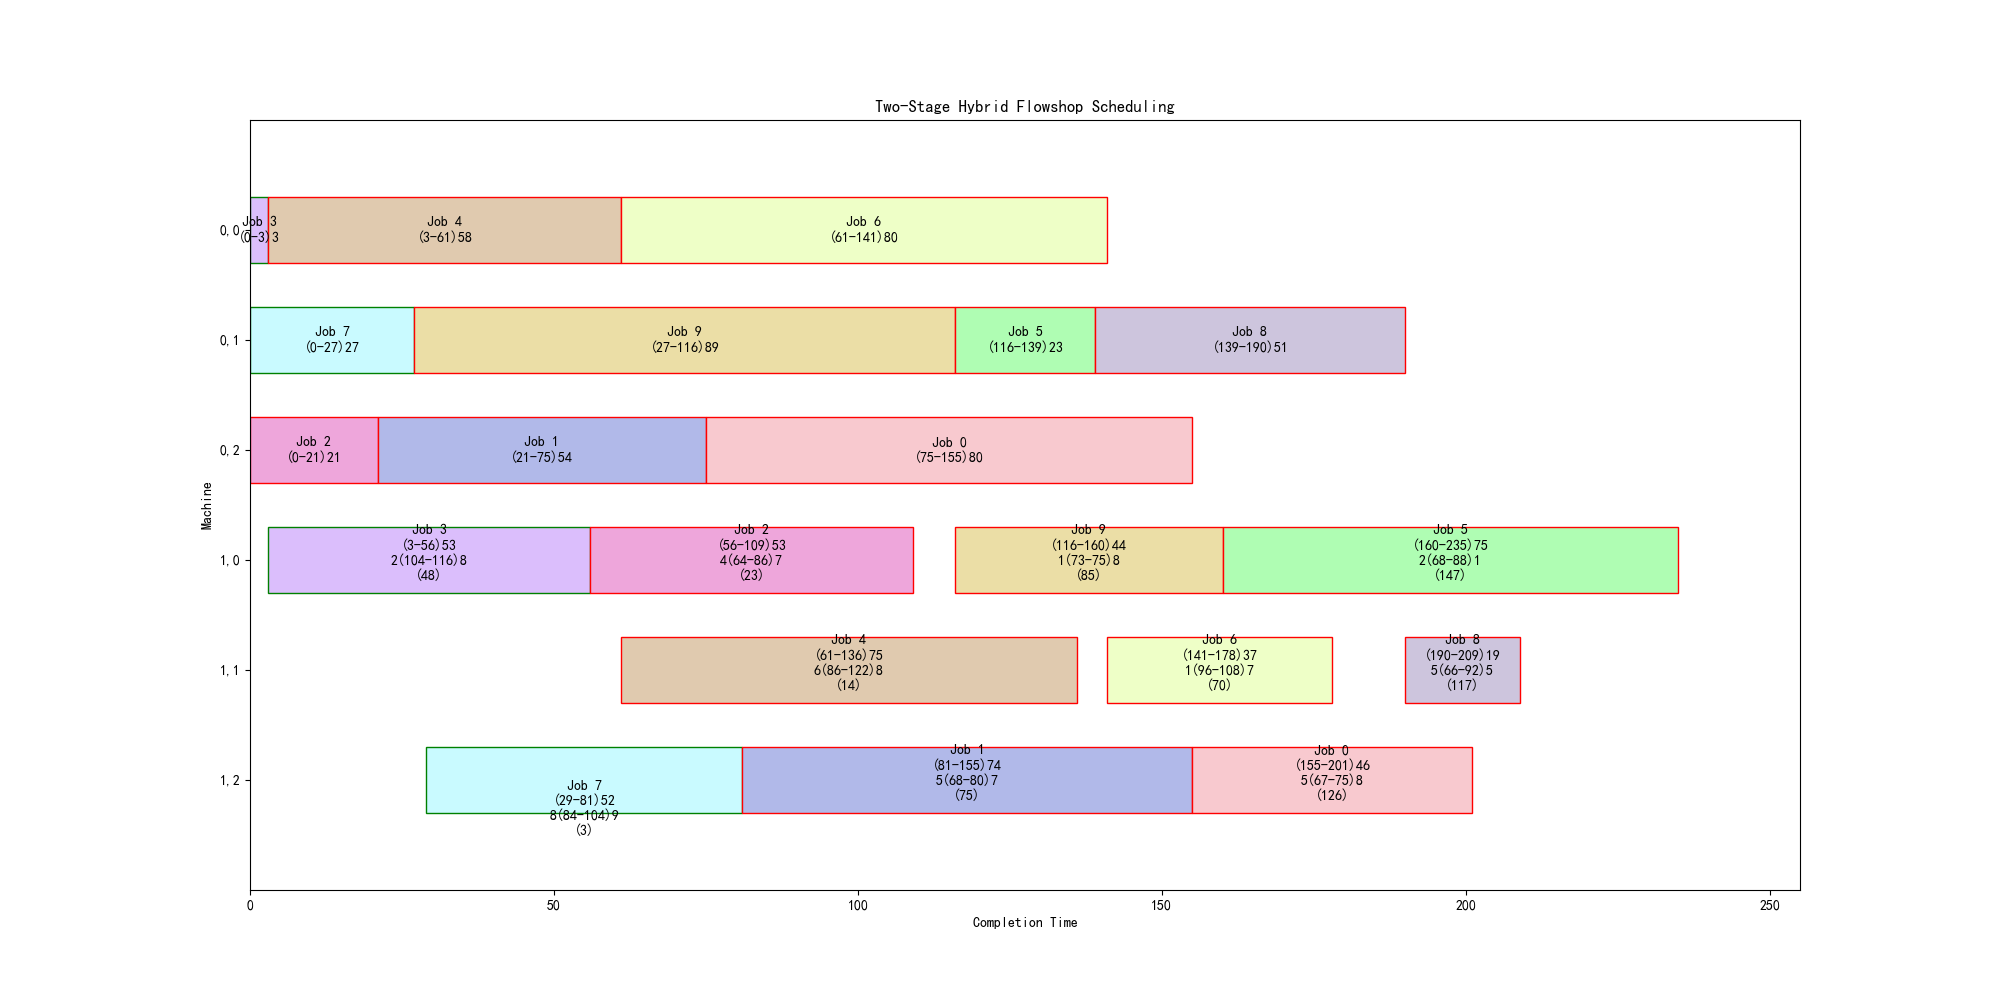 Two-Stage Hybrid Flowshop Scheduling
Machine
0,0
Job 3
(0-3)3
Job 4
(3-61)58
Job 6
(61-141)80
0,1
Job 7
(0-27)27
Job 9
(27-116)89
Job 5
(116-139)23
Job 8
(139-190)51
0,2
Job 2
(0-21)21
Job 1
(21-75)54
Job 0
(75-155)80
1,0
Job 3
(3-56)53
2(104-116)8
(48)
Job 2
(56-109)53
4(64-86)7
(23)
Job 9
(116-160)44
1(73-75)8
(85)
Job 5
(160-235)75
2(68-88)1
(147)
1,1
Job 4
(61-136)75
6(86-122)8
(14)
Job 6
(141-178)37
1(96-108)7
(70)
Job 8
(190-209)19
5(66-92)5
(117)
1,2
Job 7
(29-81)52
8(84-104)9
(3)
Job 1
(81-155)74
5(68-80)7
(75)
Job 0
(155-201)46
5(67-75)8
(126)
0 50 100 150 200 250
Completion Time